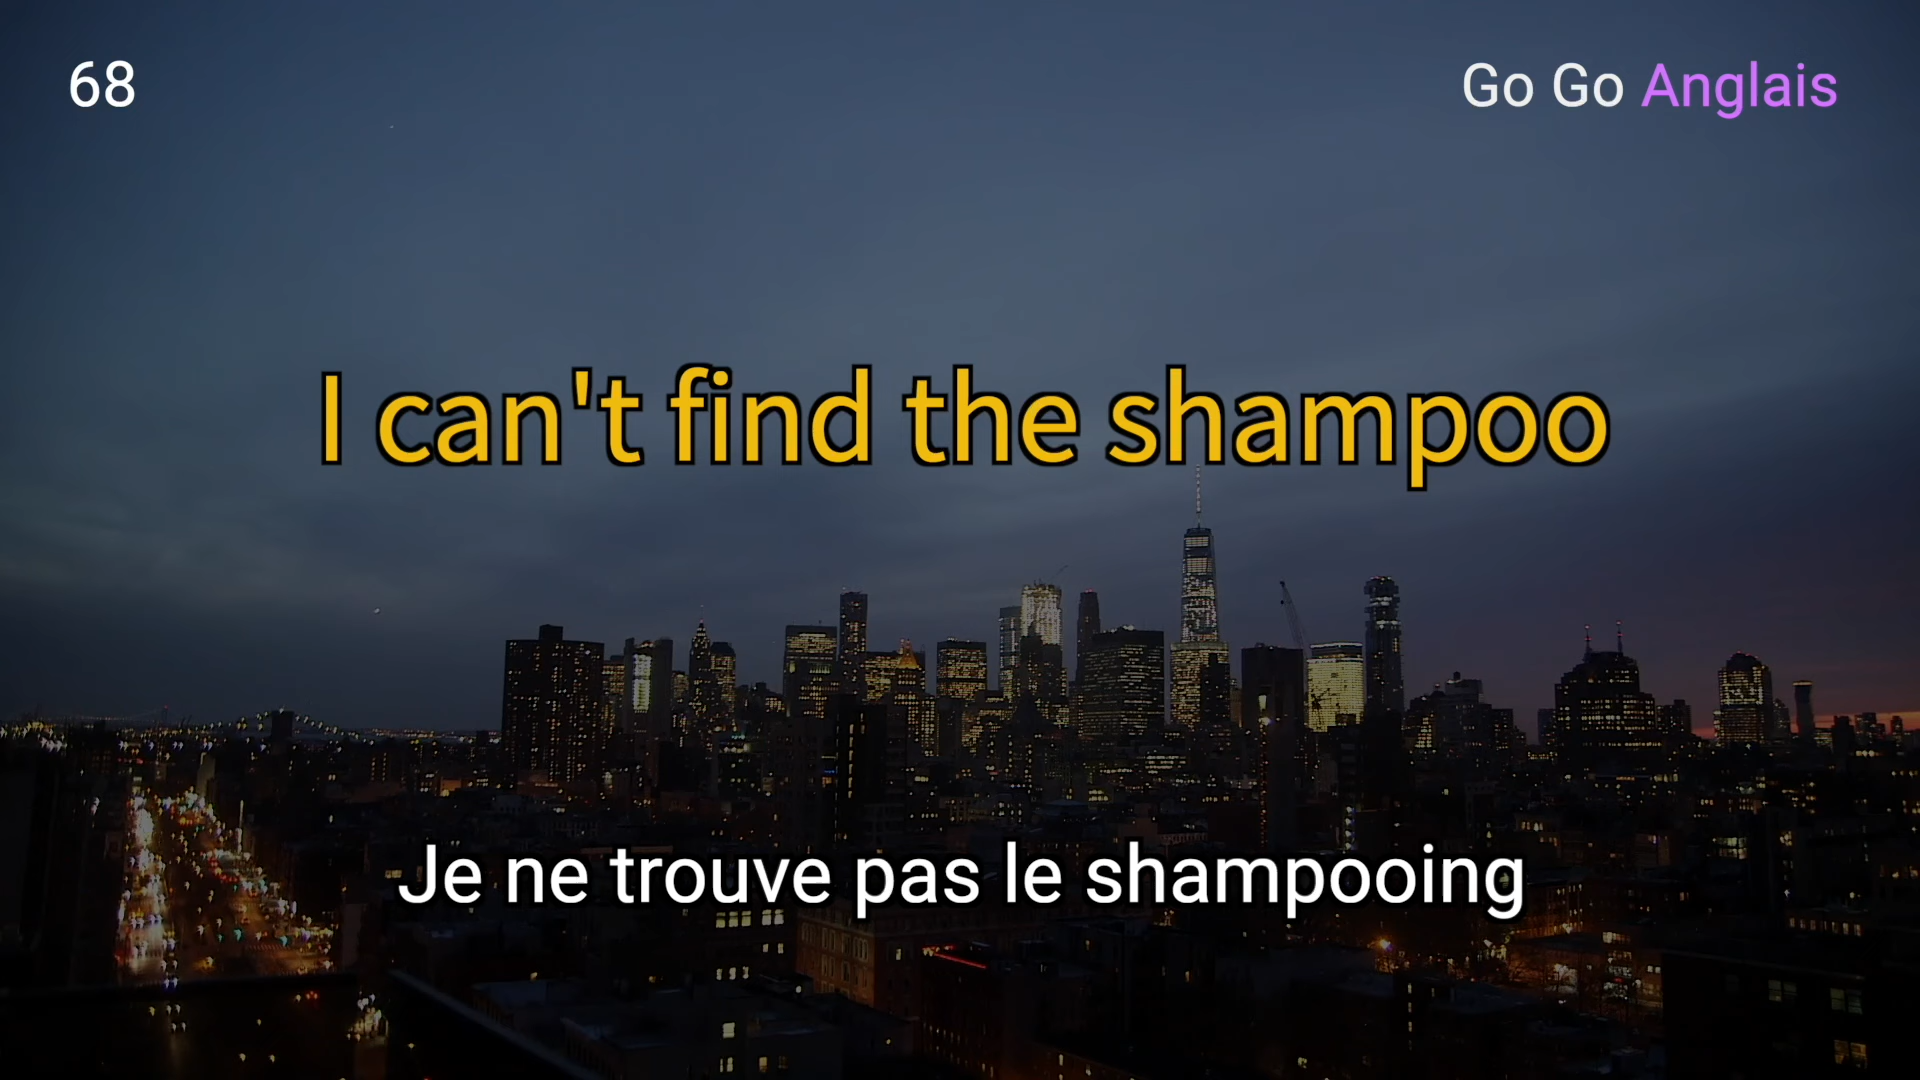 68
Go Go Anglais
I can't find the shampoo
Je ne trouve pas le shampooing